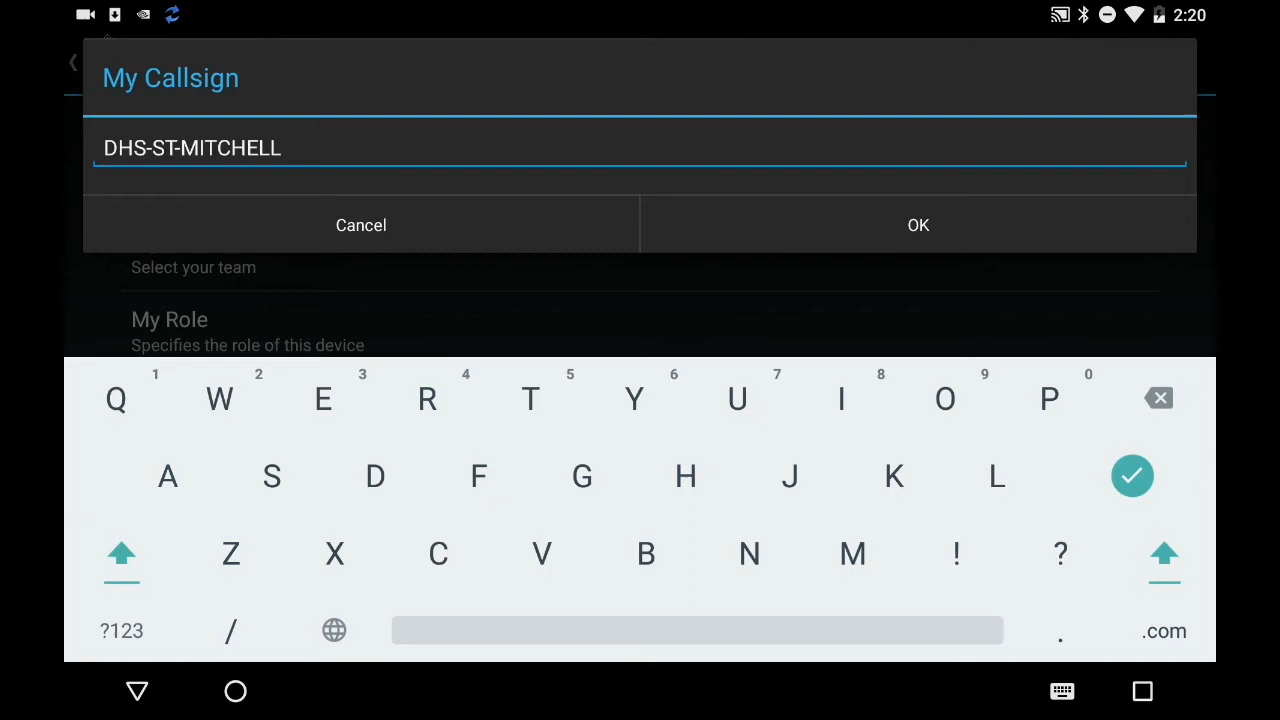 2:20
My Callsign
DHS-ST-MITCHELL
Cancel OK
Select your team
My Role
Specifies the role of this device
1 2 3 4 5 6 7 8 9 0
Q W E R T Y U I O P
A S D F G H J K L
Z X C V B N M ! ?
?123 / . .com